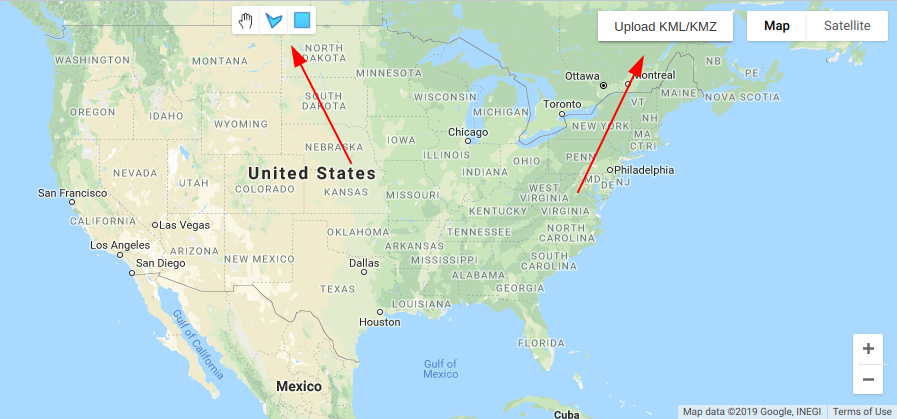 Upload KML/KMZ
Map
Satellite
NORTH
DAKOTA
WASHINGTON
MONTANA
MINNESOTA
Ottawa
Montreal
NB
PE
NOVA SCOTIA
MAINE
SOUTH
DAKOTA
WISCONSIN
MICHIGAN
Toronto
VT
NH
OREGON
IDAHO
WYOMING
Chicago
NEW YORK
MA
CT
RI
NEBRASKA
IOWA
ILLINOIS
INDIANA
OHIO
PENN
Philadelphia
NEVADA
UTAH
United States
COLORADO
KANSAS
MISSOURI
WEST
VIRGINIA
MD
DE
NJ
San Francisco
CALIFORNIA
Las Vegas
KENTUCKY
VIRGINIA
OKLAHOMA
TENNESSEE
NORTH
CAROLINA
Los Angeles
ARIZONA
NEW MEXICO
ARKANSAS
MISSISSIPPI
SOUTH
CAROLINA
San Diego
Dallas
ALABAMA
TEXAS
GEORGIA
LOUISIANA
Houston
Gulf of
California
FLORIDA
Gulf of
Mexico
Mexico
Cuba
Map data ©2019 Google, INEGI
Terms of Use